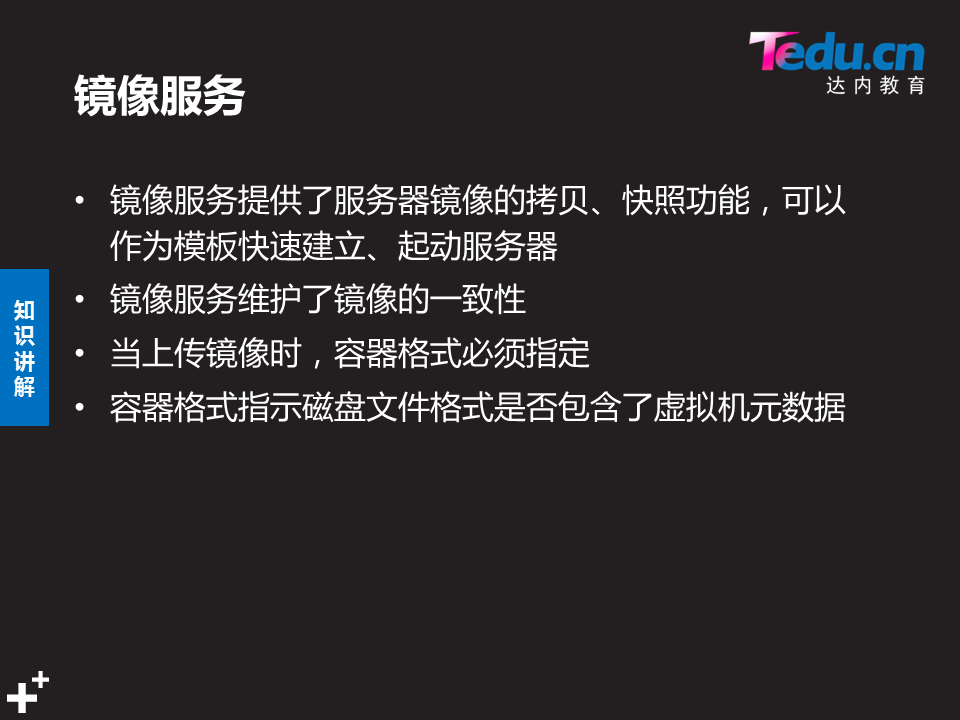 Tedu.cn
达内教育
镜像服务
• 镜像服务提供了服务器镜像的拷贝、快照功能，可以
作为模板快速建立、起动服务器
• 镜像服务维护了镜像的一致性
• 当上传镜像时，容器格式必须指定
• 容器格式指示磁盘文件格式是否包含了虚拟机元数据
知
识
讲
解